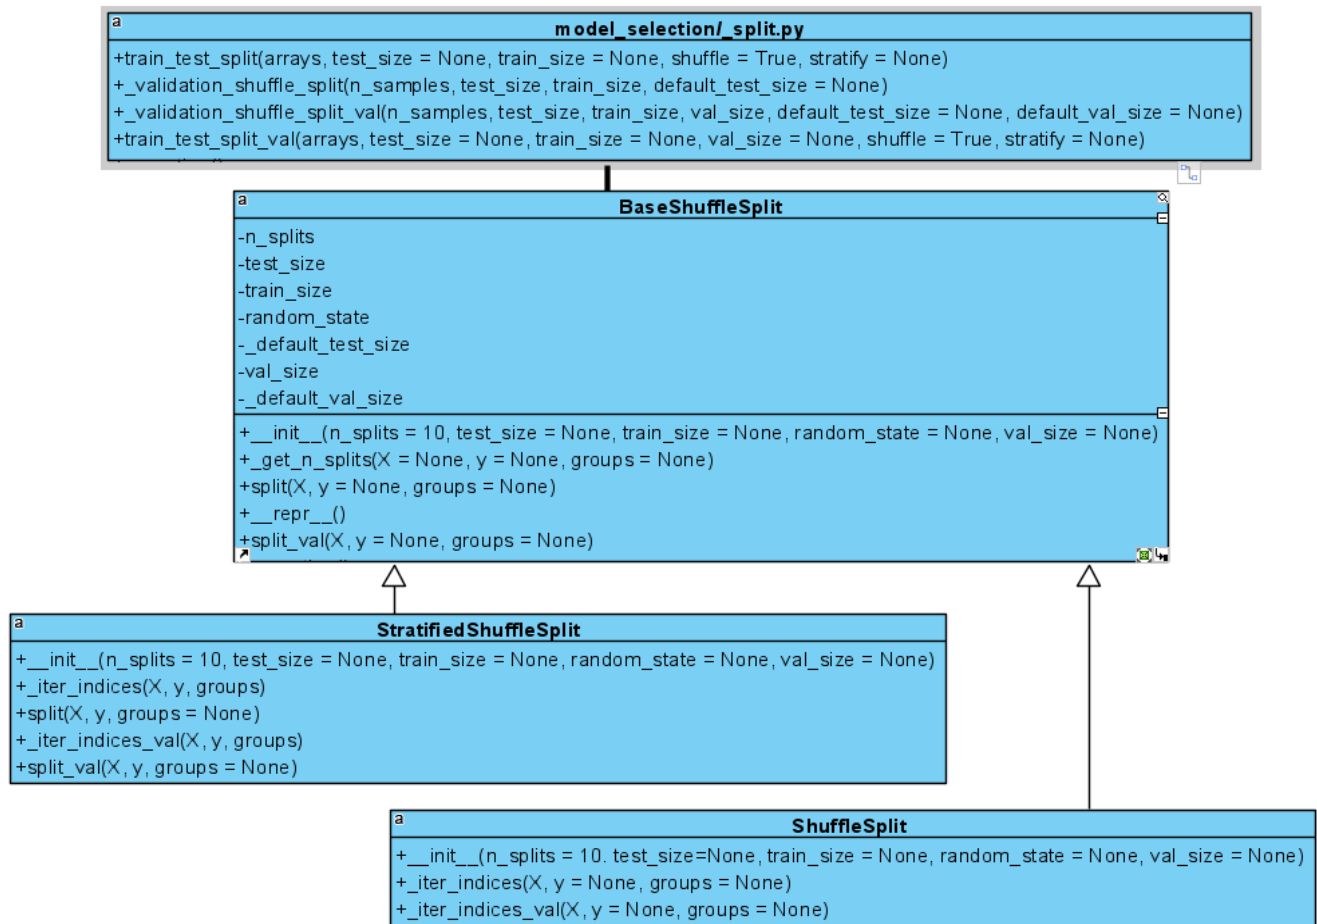 a
model_selection/_split.py
+train_test_split(arrays, test_size = None, train_size = None, shuffle = True, stratify = None)
+_validation_shuffle_split(n_samples, test_size, train_size, default_test_size = None)
+_validation_shuffle_split_val(n_samples, test_size, train_size, val_size, default_test_size = None, default_val_size = None)
+train_test_split_val(arrays, test_size = None, train_size = None, val_size = None, shuffle = True, stratify = None)
a
BaseShuffleSplit
-n_splits
-test_size
-train_size
-random_state
-_default_test_size
-val_size
-_default_val_size
+__init__(n_splits = 10, test_size = None, train_size = None, random_state = None, val_size = None)
+_get_n_splits(X = None, y = None, groups = None)
+split(X, y = None, groups = None)
+__repr__()
+split_val(X, y = None, groups = None)
a
StratifiedShuffleSplit
+__init__(n_splits = 10, test_size = None, train_size = None, random_state = None, val_size = None)
+_iter_indices(X, y, groups)
+split(X, y, groups = None)
+_iter_indices_val(X, y, groups)
+split_val(X, y, groups = None)
a
ShuffleSplit
+__init__(n_splits = 10. test_size=None, train_size = None, random_state = None, val_size = None)
+_iter_indices(X, y = None, groups = None)
+_iter_indices_val(X, y = None, groups = None)